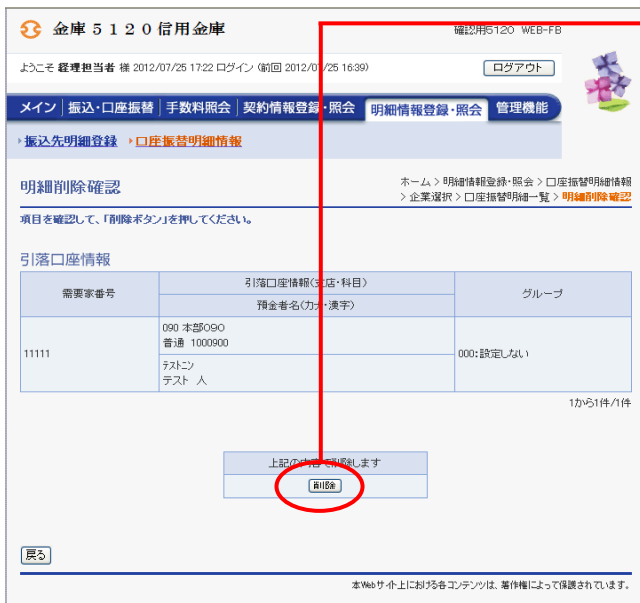 金庫５１２０信用金庫
確認用5120 WEB-FB
ようこそ 経理担当者 様 2012/07/25 17:22 ログイン (前回 2012/07/25 16:39)
ログアウト
メイン 振込・口座振替 手数料照会 契約情報登録・照会 明細情報登録・照会 管理機能
振込先明細登録 口座振替明細情報
明細削除確認
ホーム > 明細情報登録・照会 > 口座振替明細情報
> 企業選択 > 口座振替明細一覧 > 明細削除確認
項目を確認して、「削除ボタン」を押してください。
引落口座情報
需要家番号
引落口座情報(支店・科目)
預金者名(カナ・漢字)
グループ
11111
090 本部090
普通 1000900
ﾃｽﾄﾆﾝ
テスト 人
000:設定しない
1から1件/1件
上記の内容で削除します
削除
戻る
本Webサイト上における各コンテンツは、著作権によって保護されています。